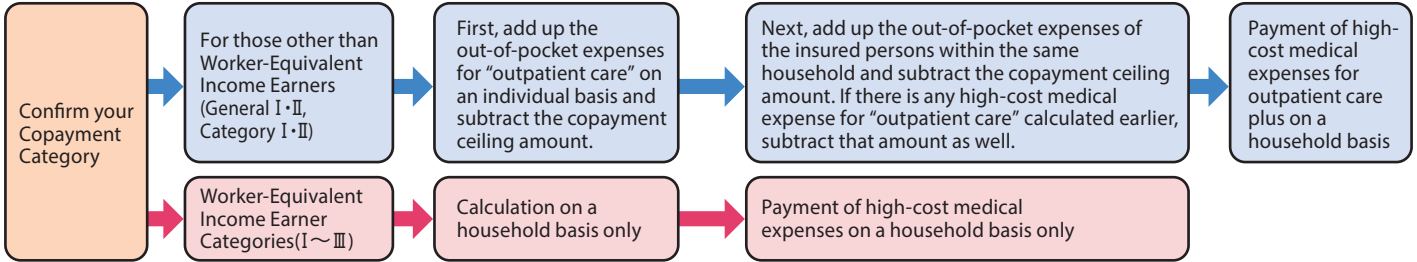 Confirm your
Copayment
Category
For those other than
Worker-Equivalent
Income Earners
(General Ⅰ・Ⅱ,
Category Ⅰ・Ⅱ)
First, add up the
out-of-pocket expenses
for “outpatient care” on
an individual basis and
subtract the copayment
ceiling amount.
Next, add up the out-of-pocket expenses of
the insured persons within the same
household and subtract the copayment ceiling
amount. If there is any high-cost medical
expense for “outpatient care” calculated earlier,
subtract that amount as well.
Payment of high-
cost medical
expenses for
outpatient care
plus on a
household basis
Worker-Equivalent
Income Earner
Categories(Ⅰ～Ⅲ)
Calculation on a
household basis only
Payment of high-cost medical
expenses on a household basis only